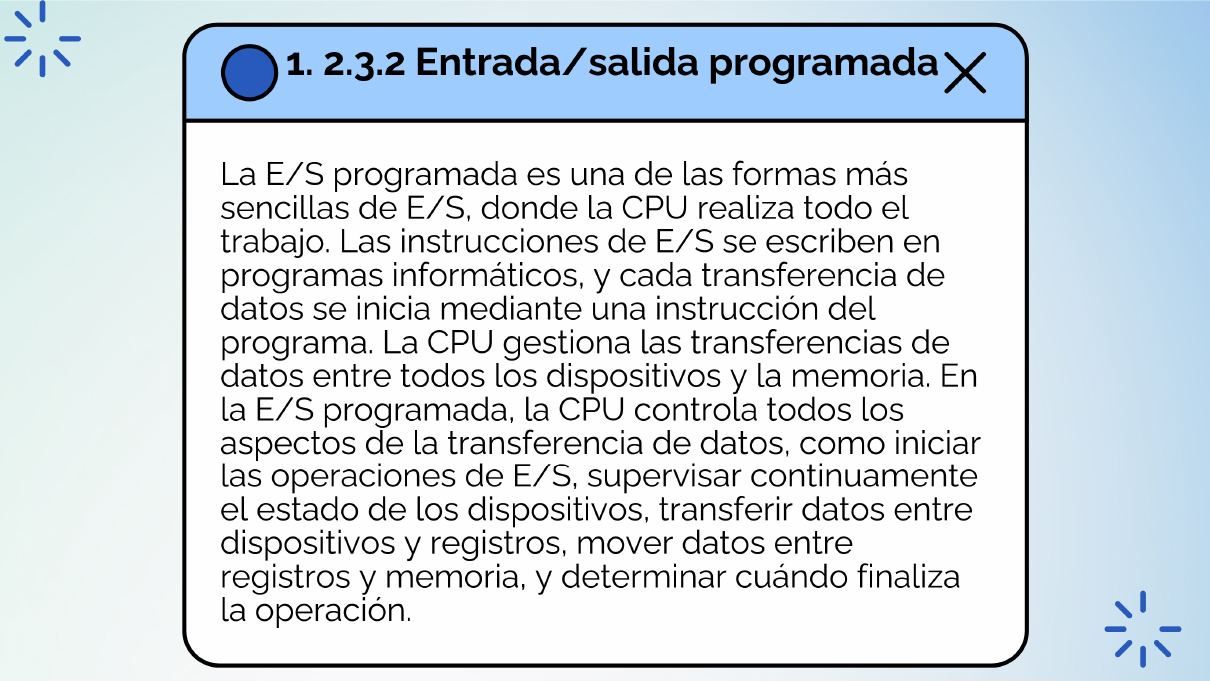 1. 2.3.2 Entrada/salida programada
La E/S programada es una de las formas más
sencillas de E/S, donde la CPU realiza todo el
trabajo. Las instrucciones de E/S se escriben en
programas informáticos, y cada transferencia de
datos se inicia mediante una instrucción del
programa. La CPU gestiona las transferencias de
datos entre todos los dispositivos y la memoria. En
la E/S programada, la CPU controla todos los
aspectos de la transferencia de datos, como iniciar
las operaciones de E/S, supervisar continuamente
el estado de los dispositivos, transferir datos entre
dispositivos y registros, mover datos entre
registros y memoria, y determinar cuándo finaliza
la operación.